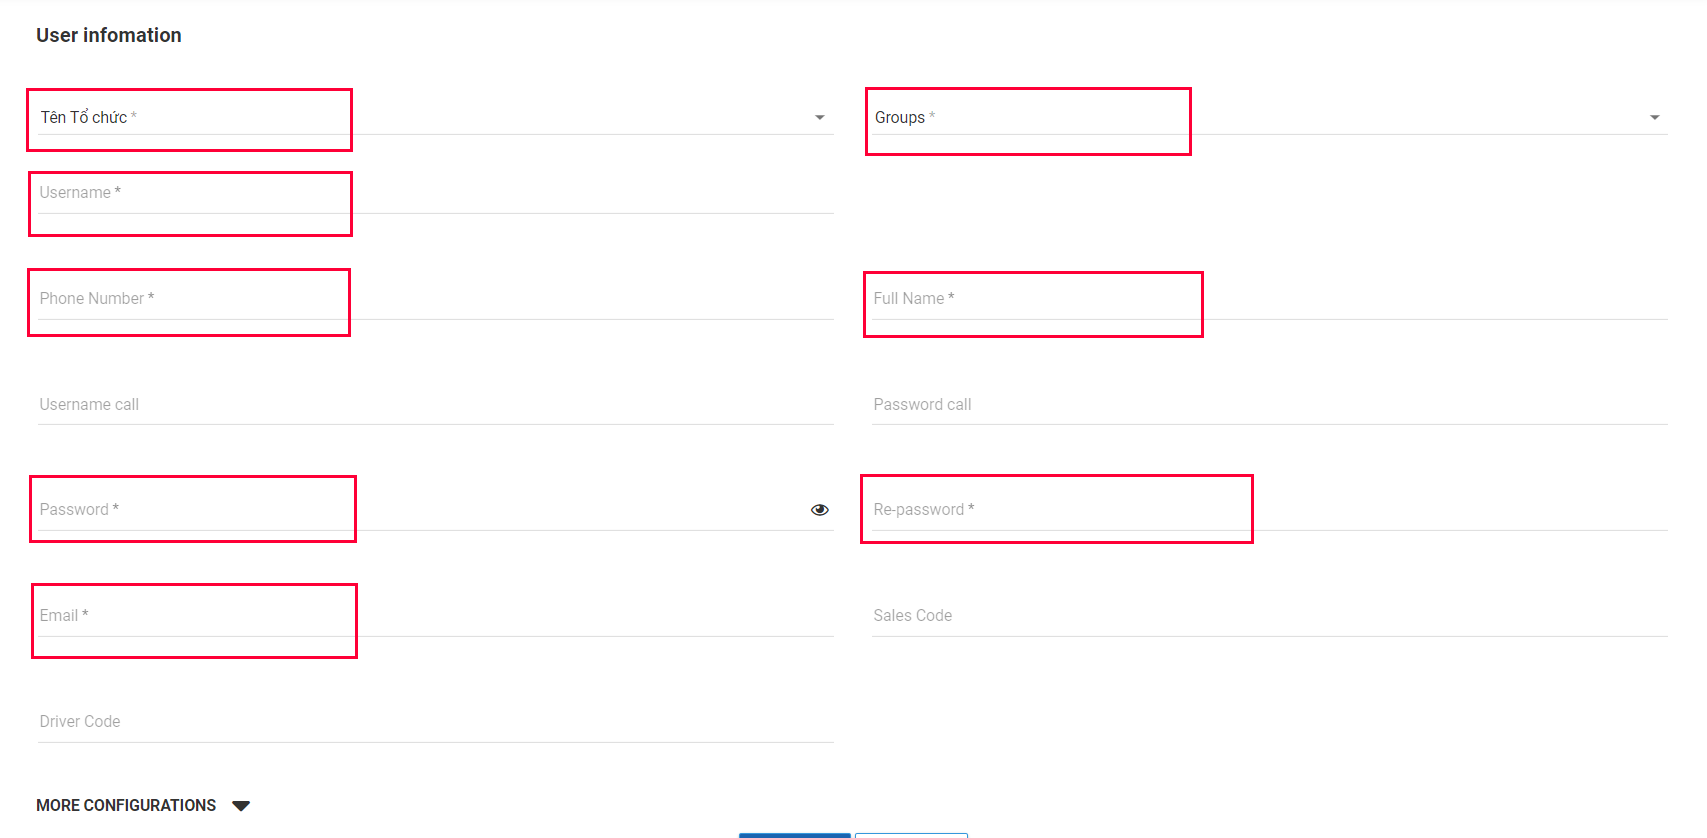 User infomation
Tên Tổ chức *
Groups *
Username *
Phone Number *
Full Name *
Username call
Password call
Password *
Re-password *
Email *
Sales Code
Driver Code
MORE CONFIGURATIONS